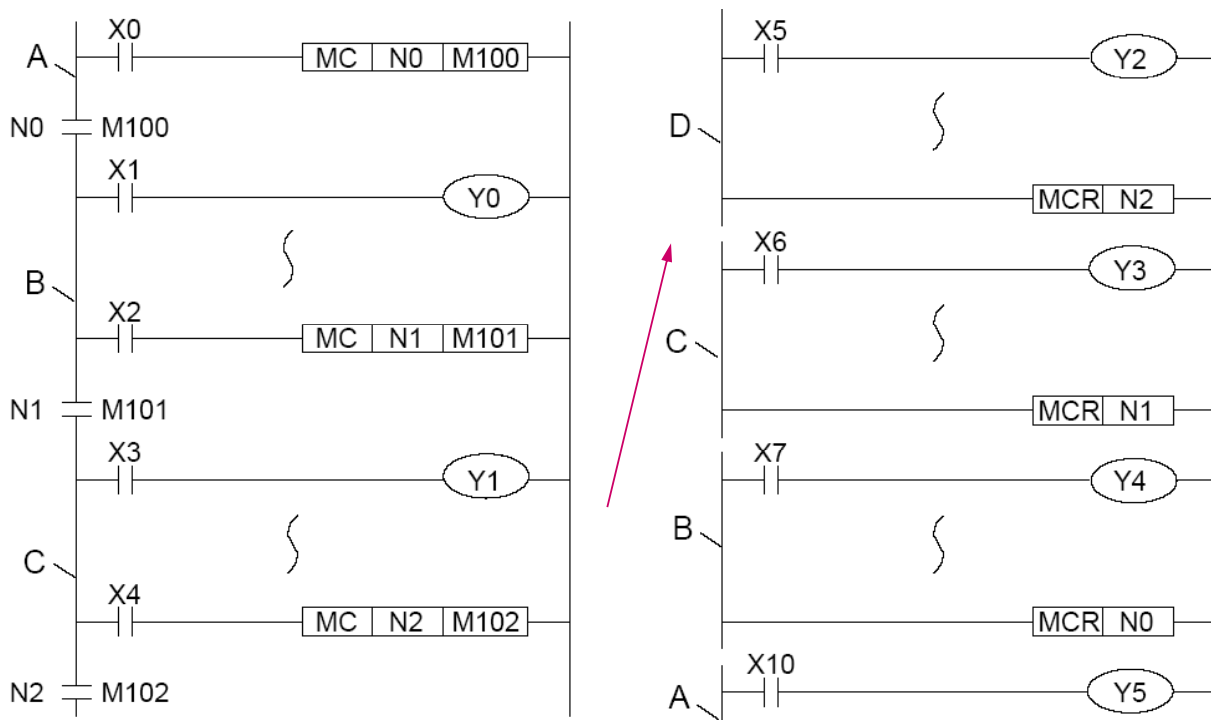 X0
A
MC N0 M100
N0 M100
X1
Y0
B
X2
MC N1 M101
N1 M101
X3
Y1
C
X4
MC N2 M102
N2 M102
X5
Y2
D
MCR N2
X6
Y3
C
MCR N1
X7
Y4
B
MCR N0
X10
Y5
A